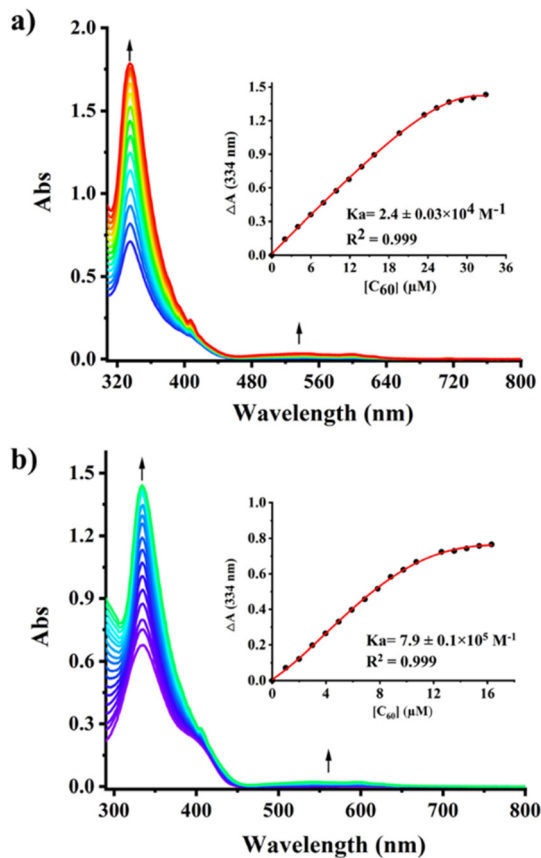 a)
2.0
1.5
1.0
0.5
0.0
Abs
320 400 480 560 640 720 800
Wavelength (nm)
1.5
1.2
0.9
0.6
0.3
0.0
△A (334 nm)
Ka= 2.4 ± 0.03×10⁴ M⁻¹
R² = 0.999
0 6 12 18 24 30 36
[C₆₀] (μM)
b)
1.5
1.2
0.9
0.6
0.3
0.0
Abs
300 400 500 600 700 800
Wavelength (nm)
1.0
0.8
0.6
0.4
0.2
0.0
△A (334 nm)
Ka= 7.9 ± 0.1×10⁵ M⁻¹
R² = 0.999
0 4 8 12 16
[C₆₀] (μM)